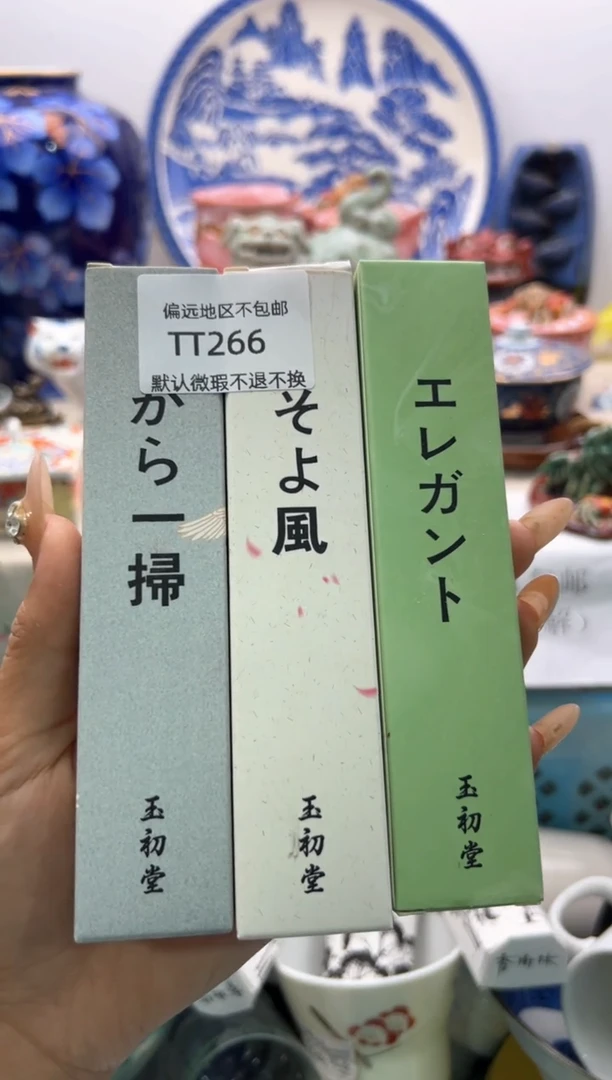 偏远地区不包邮
TT266
默认微瑕不退不换
から一掃
玉初堂
そよ風
玉初堂
エレガント
玉初堂